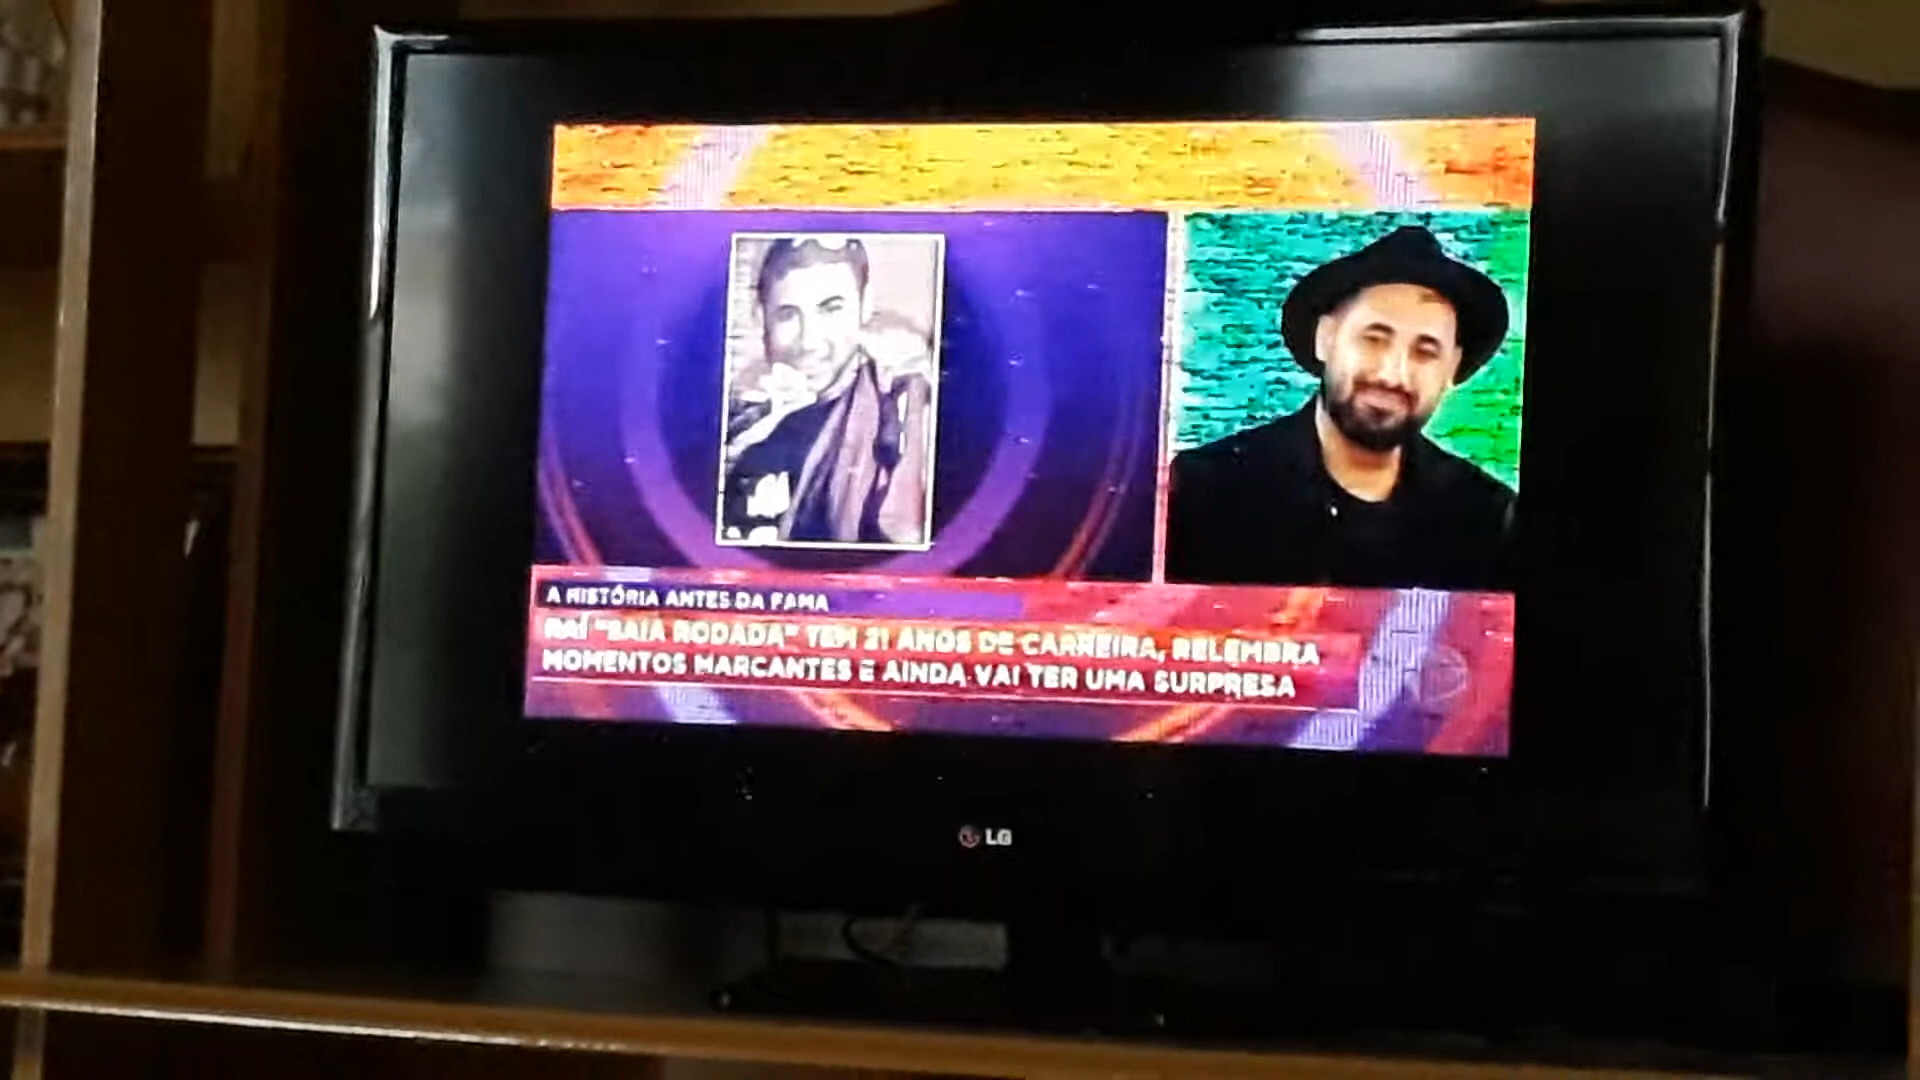 A HISTÓRIA ANTES DA FAMA
RAÍ "SAIA RODADA" TEM 21 ANOS DE CARREIRA, RELEMBRA
MOMENTOS MARCANTES E AINDA VAI TER UMA SURPRESA
LG